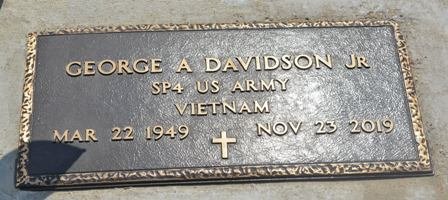 GEORGE A DAVIDSON JR
SP4 US ARMY
VIETNAM
MAR 22 1949 NOV 23 2019